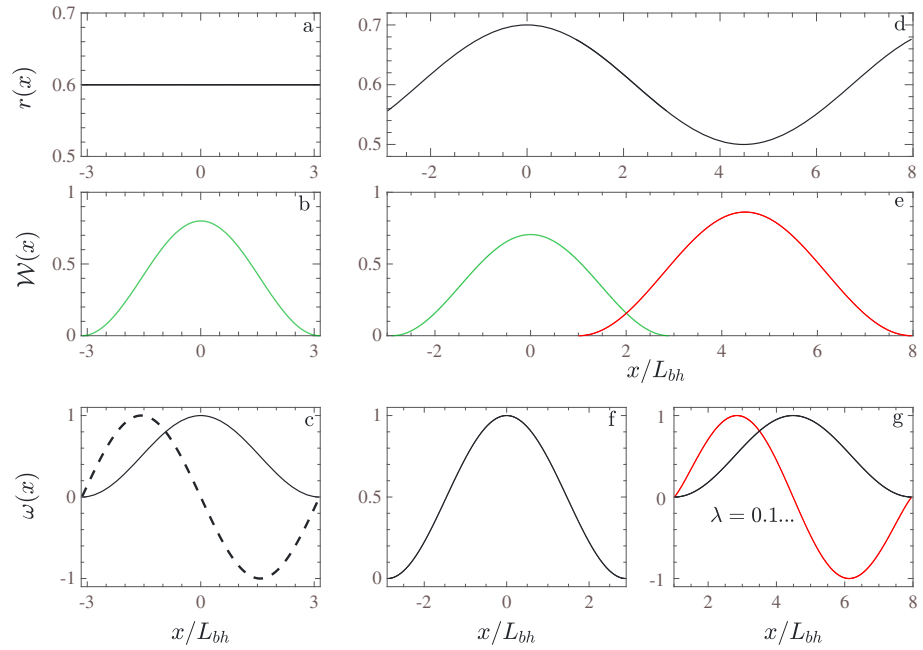 0.7 a 0.7 d
r(x) 0.6 0.6
0.5 0.5
-3 0 3 -2 0 2 4 6 8
1 b 1 e
W(x) 0.5 0.5
0 0
-3 0 3 -2 0 2 4 6 8
x/L_bh
1 c 1 f 1 g
ω(x) 0 0.5 0
λ = 0.1...
-1 0 -1
-3 0 3 -2 0 2 2 4 6 8
x/L_bh x/L_bh x/L_bh